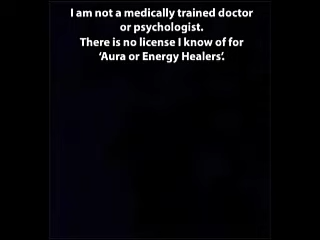 I am not a medically trained doctor
or psychologist.
There is no license I know of for
‘Aura or Energy Healers’.